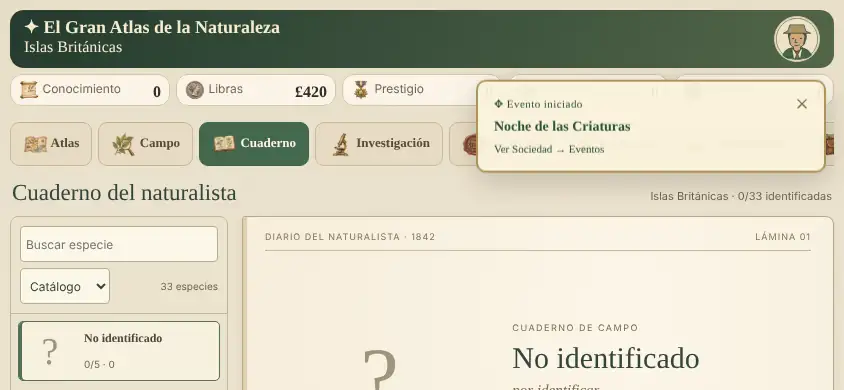 ✦ El Gran Atlas de la Naturaleza
Islas Británicas
Conocimiento 0
Libras £420
Prestigio
✥ Evento iniciado ✕
Noche de las Criaturas
Ver Sociedad → Eventos
Atlas
Campo
Cuaderno
Investigación
Cuaderno del naturalista
Islas Británicas · 0/33 identificadas
Buscar especie
Catálogo
33 especies
? No identificado
0/5 · 0
DIARIO DEL NATURALISTA · 1842
LÁMINA 01
CUADERNO DE CAMPO
? No identificado
por identificar